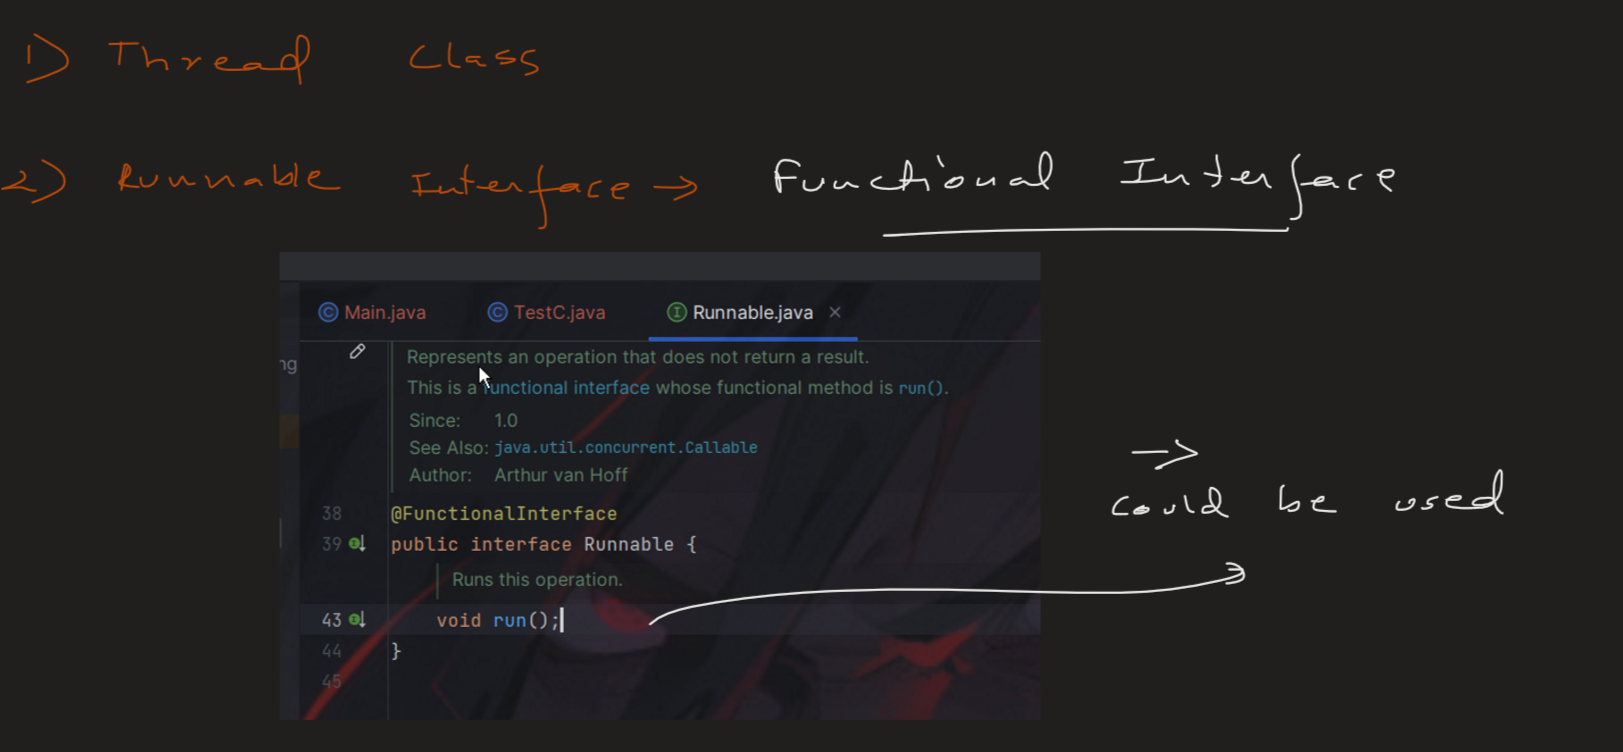 1) Thread Class
2) Runnable Interface → Functional Interface
Main.java TestC.java Runnable.java ×
ng
Represents an operation that does not return a result.
This is a functional interface whose functional method is run().
Since: 1.0
See Also: java.util.concurrent.Callable
Author: Arthur van Hoff
→
could be used
38 @FunctionalInterface
39 public interface Runnable {
Runs this operation.
43 void run();
44 }
45